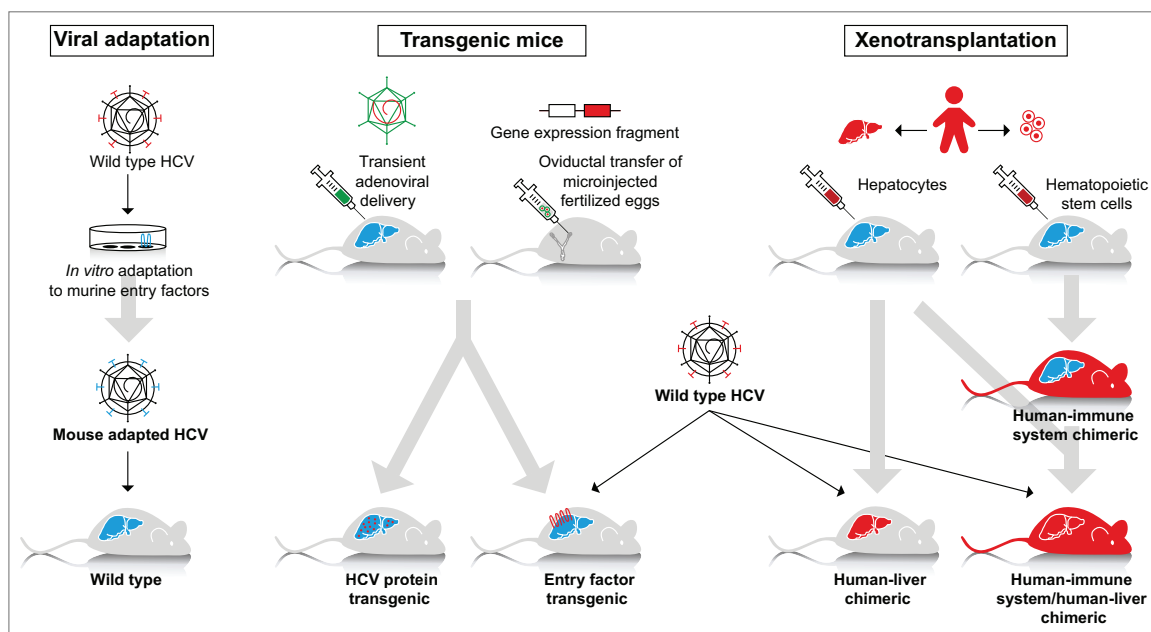 Viral adaptation
Wild type HCV
In vitro adaptation
to murine entry factors
Mouse adapted HCV
Wild type
Transgenic mice
Transient
adenoviral
delivery
Gene expression fragment
Oviductal transfer of
microinjected
fertilized eggs
HCV protein
transgenic
Entry factor
transgenic
Wild type HCV
Xenotransplantation
Hepatocytes
Hematopoietic
stem cells
Human-immune
system chimeric
Human-liver
chimeric
Human-immune
system/human-liver
chimeric